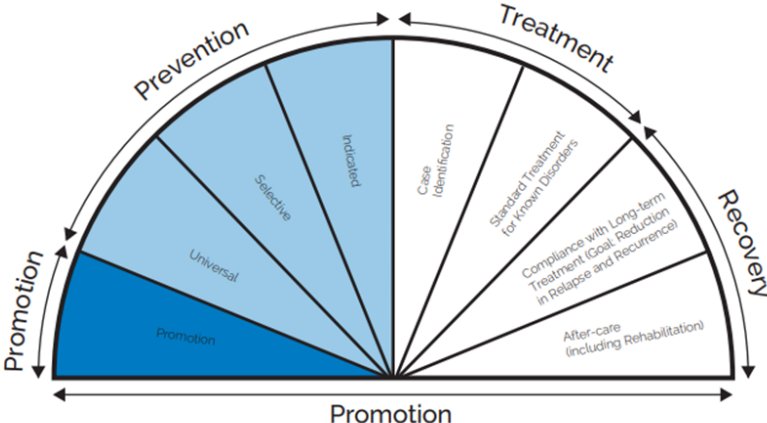 Promotion
Prevention
Treatment
Recovery
Promotion
Universal
Selective
Indicated
Case
Identification
Standard Treatment
for Known Disorders
Compliance with Long-term
Treatment (Goal: Reduction
in Relapse and Recurrence)
After-care
(including Rehabilitation)
Promotion